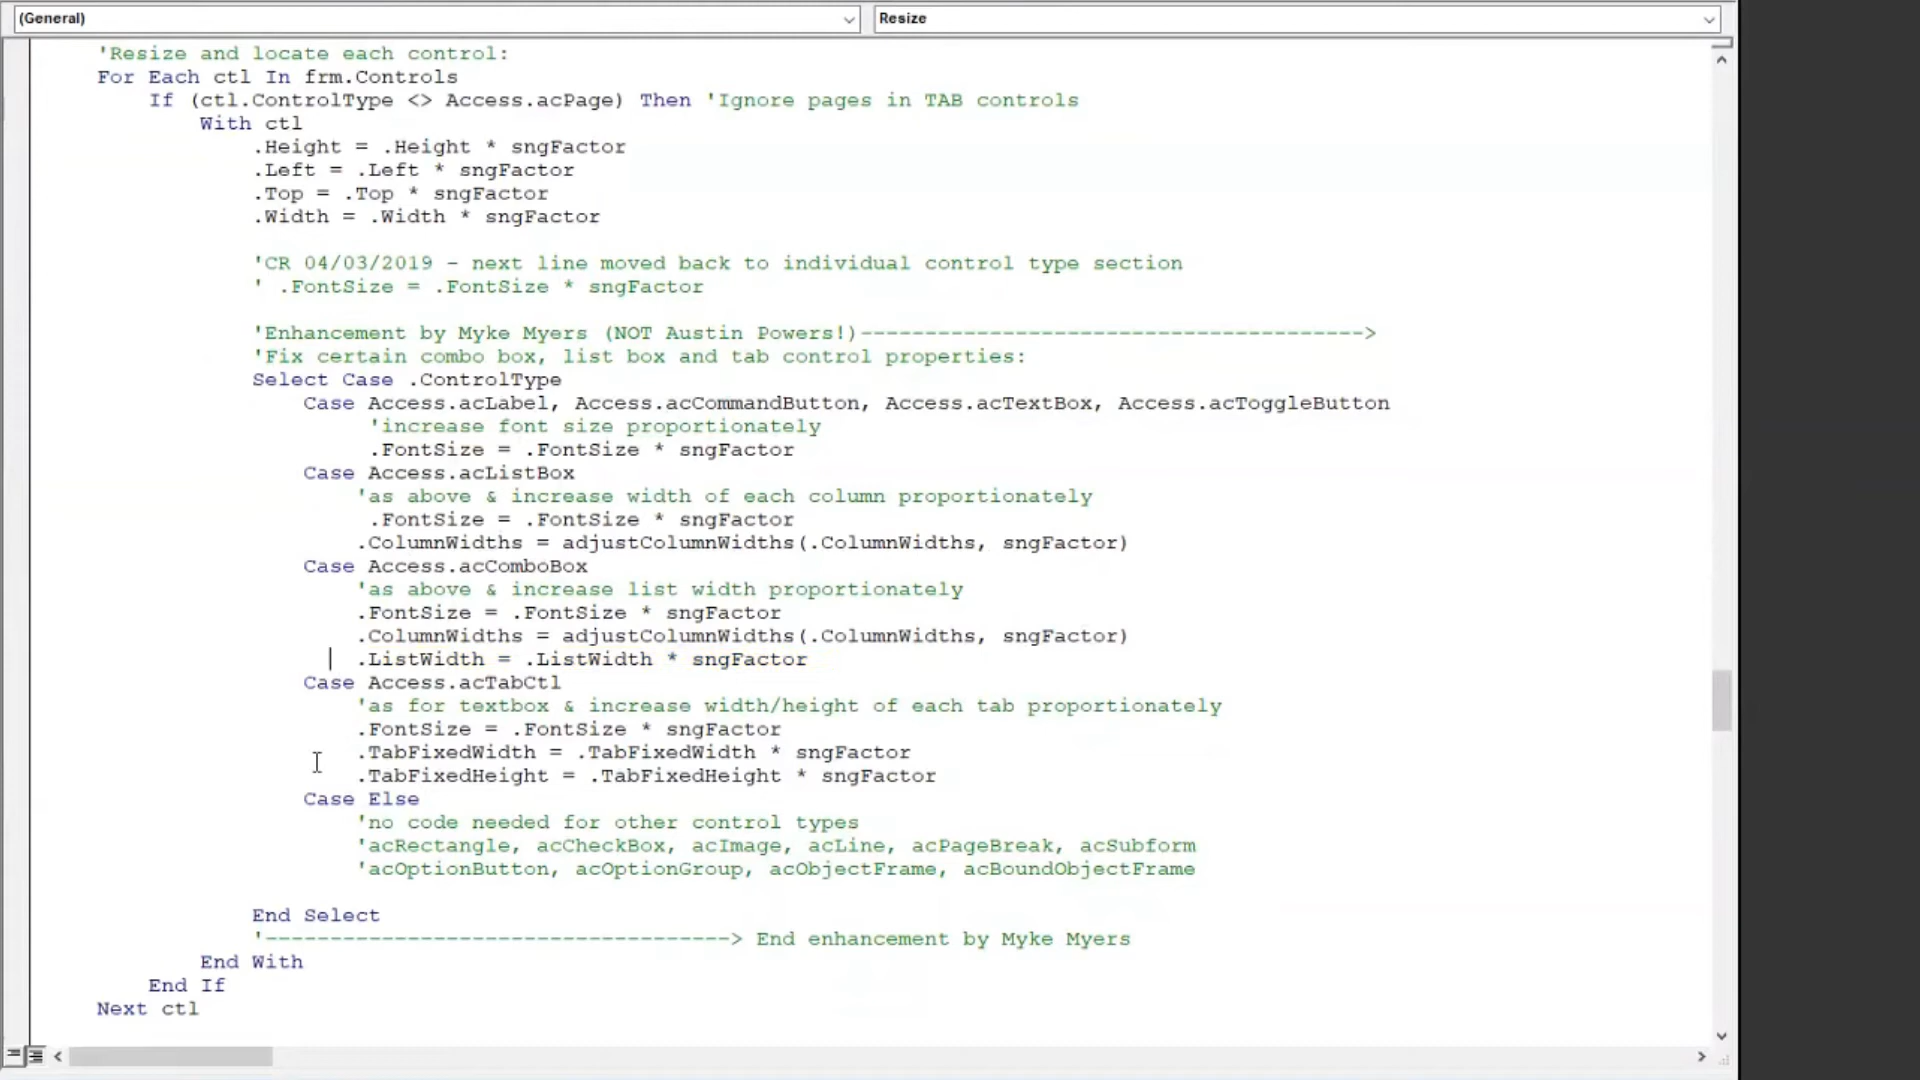 (General)
Resize
'Resize and locate each control:
For Each ctl In frm.Controls
If (ctl.ControlType <> Access.acPage) Then 'Ignore pages in TAB controls
With ctl
.Height = .Height * sngFactor
.Left = .Left * sngFactor
.Top = .Top * sngFactor
.Width = .Width * sngFactor
'CR 04/03/2019 - next line moved back to individual control type section
' .FontSize = .FontSize * sngFactor
'Enhancement by Myke Myers (NOT Austin Powers!)--------------------------------------->
'Fix certain combo box, list box and tab control properties:
Select Case .ControlType
Case Access.acLabel, Access.acCommandButton, Access.acTextBox, Access.acToggleButton
'increase font size proportionately
.FontSize = .FontSize * sngFactor
Case Access.acListBox
'as above & increase width of each column proportionately
.FontSize = .FontSize * sngFactor
.ColumnWidths = adjustColumnWidths(.ColumnWidths, sngFactor)
Case Access.acComboBox
'as above & increase list width proportionately
.FontSize = .FontSize * sngFactor
.ColumnWidths = adjustColumnWidths(.ColumnWidths, sngFactor)
.ListWidth = .ListWidth * sngFactor
Case Access.acTabCtl
'as for textbox & increase width/height of each tab proportionately
.FontSize = .FontSize * sngFactor
.TabFixedWidth = .TabFixedWidth * sngFactor
.TabFixedHeight = .TabFixedHeight * sngFactor
Case Else
'no code needed for other control types
'acRectangle, acCheckBox, acImage, acLine, acPageBreak, acSubform
'acOptionButton, acOptionGroup, acObjectFrame, acBoundObjectFrame
End Select
'------------------------------------> End enhancement by Myke Myers
End With
End If
Next ctl